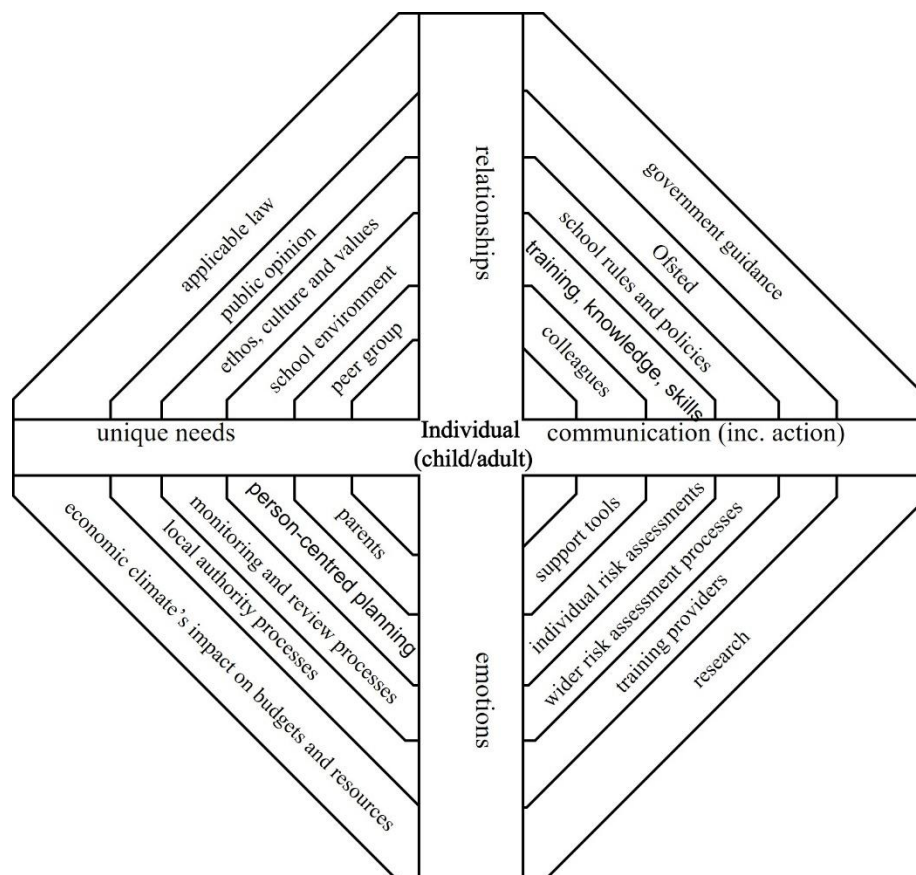 relationships
applicable law
public opinion
ethos, culture and values
school environment
peer group
government guidance
Ofsted
school rules and policies
training, knowledge, skills
colleagues
unique needs
Individual
(child/adult)
communication (inc. action)
parents
person-centred planning
monitoring and review processes
local authority processes
economic climate’s impact on budgets and resources
emotions
support tools
individual risk assessments
wider risk assessment processes
training providers
research